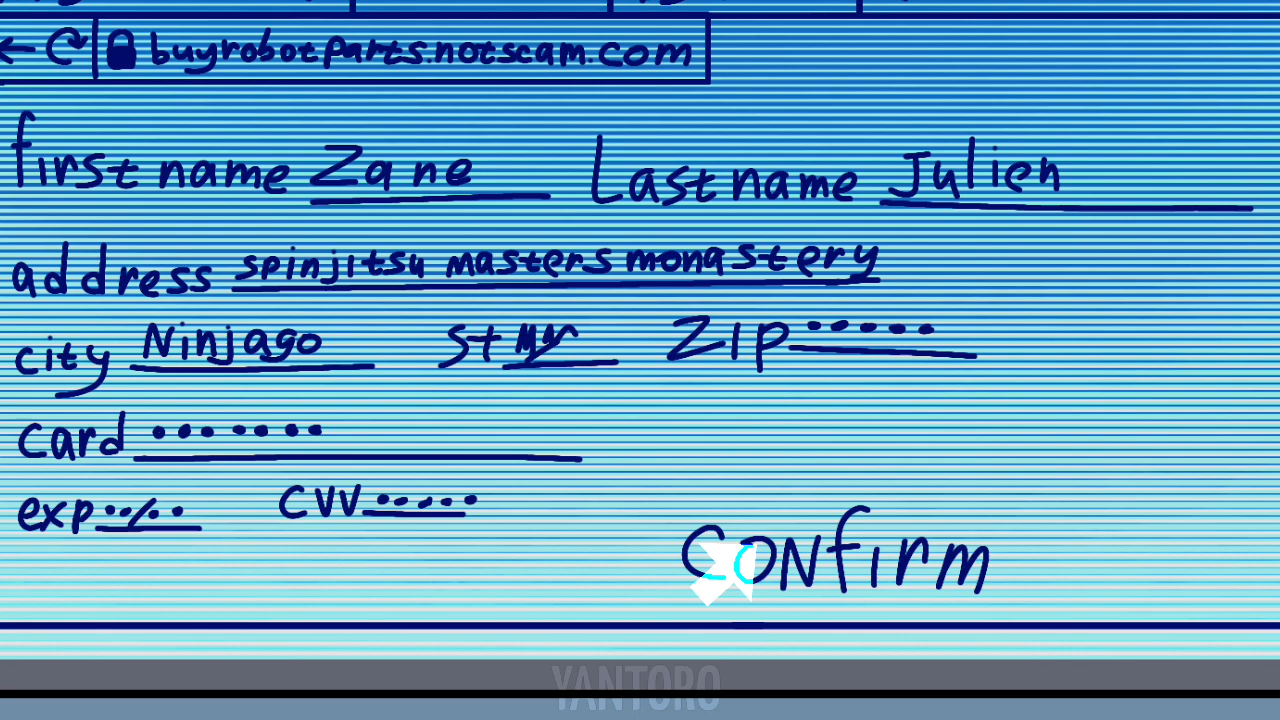 buyrobotparts.notscam.com
first name Zane Last name Julien
address spinjitsu masters monastery
city Ninjago St Zip •••••
card •••••••
exp ••/•• CVV •••••
CONfirm
YANTORO